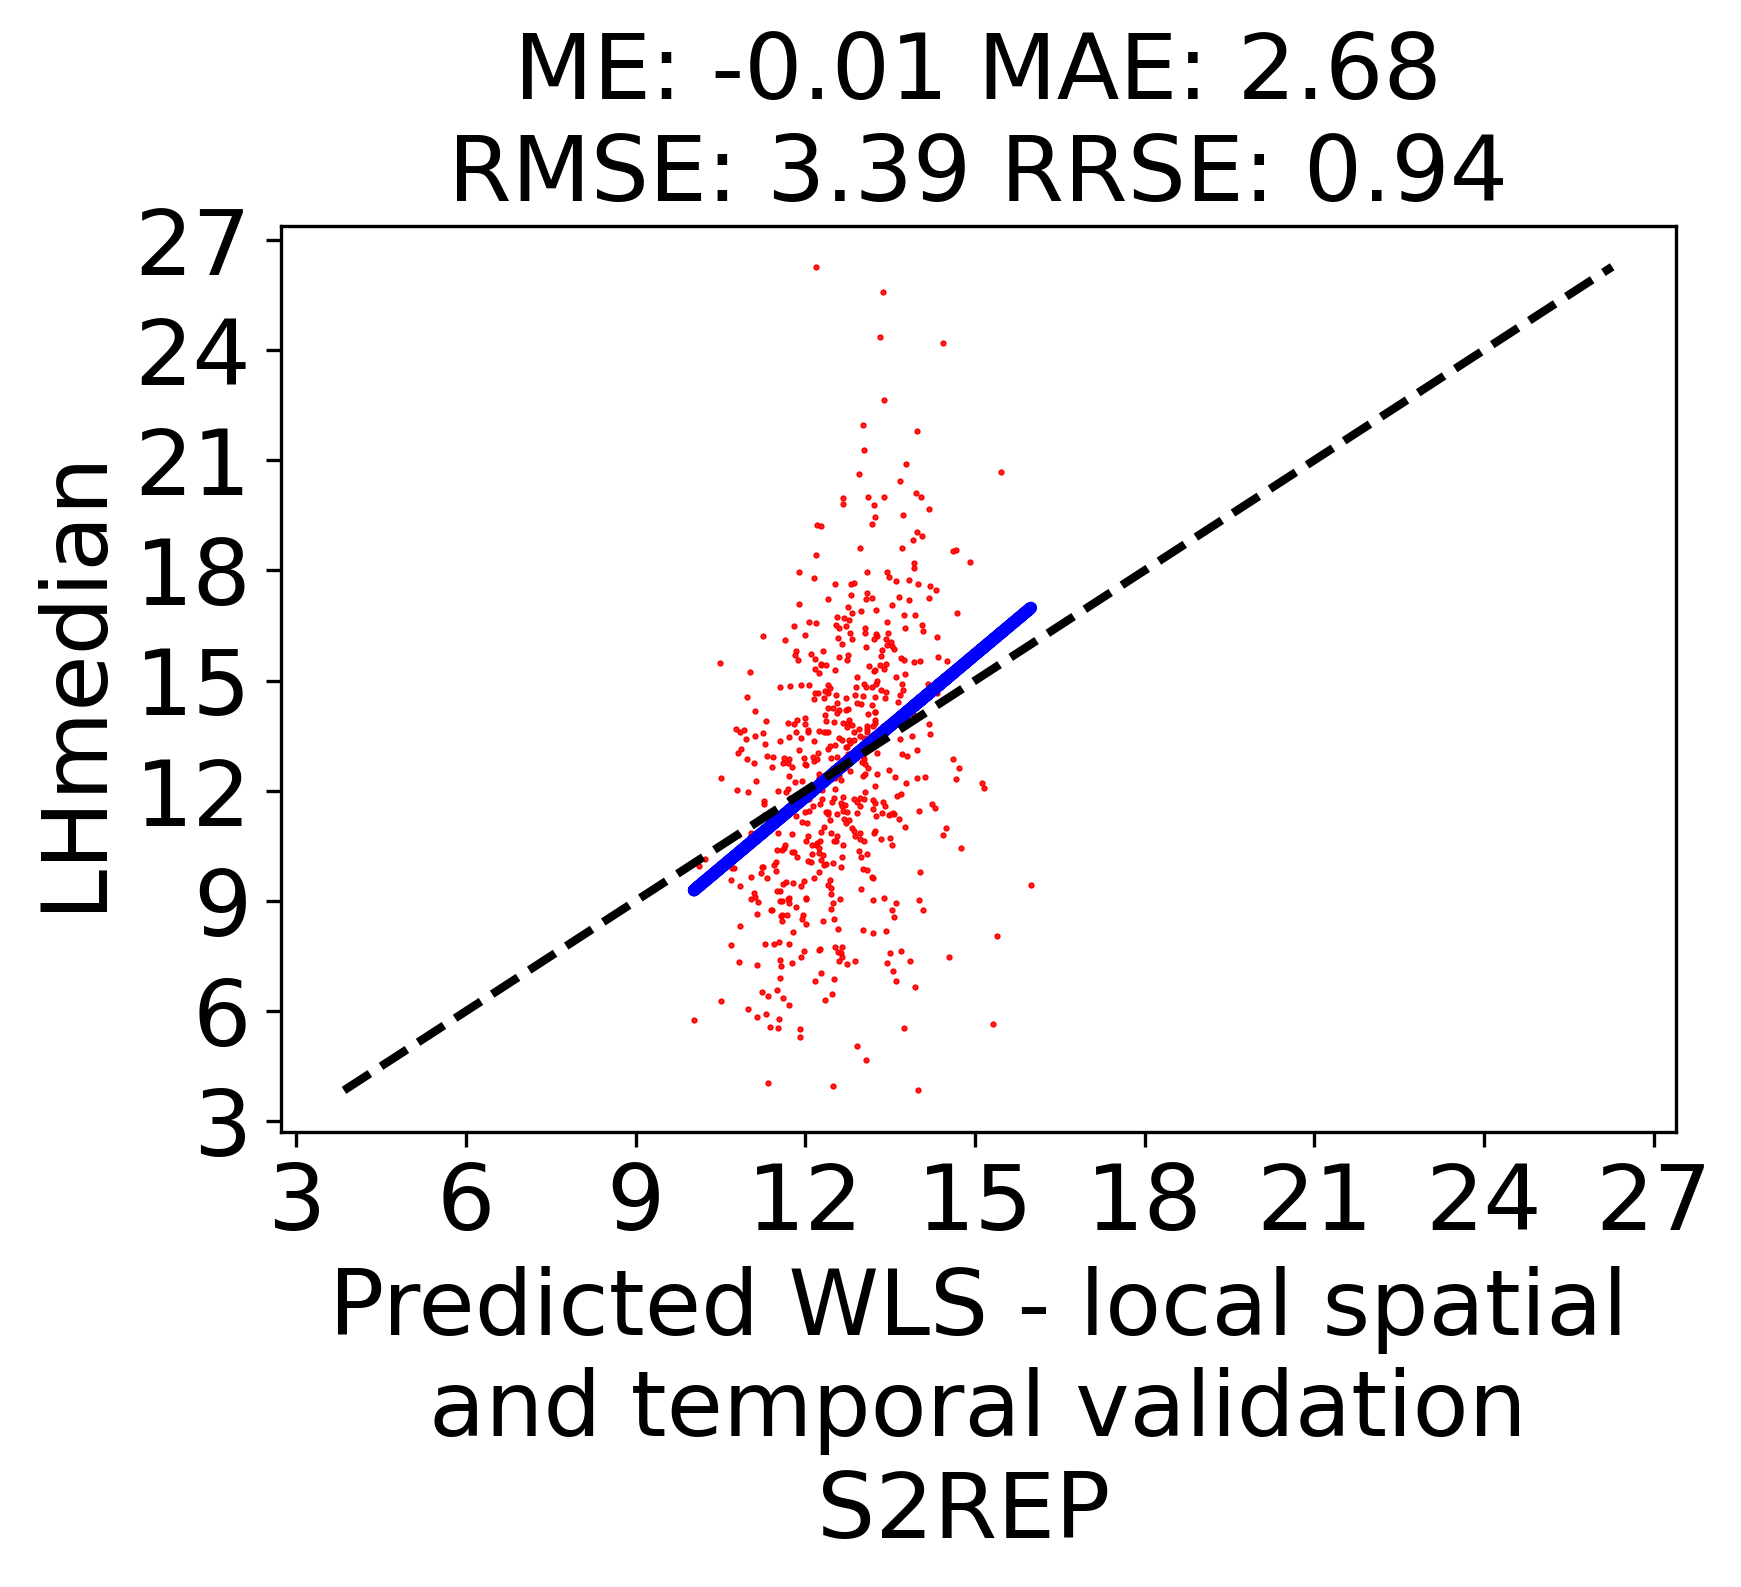 ME: -0.01 MAE: 2.68
RMSE: 3.39 RRSE: 0.94
27
24
21
18
15
12
9
6
3
LHmedian
3 6 9 12 15 18 21 24 27
Predicted WLS - local spatial
and temporal validation
S2REP